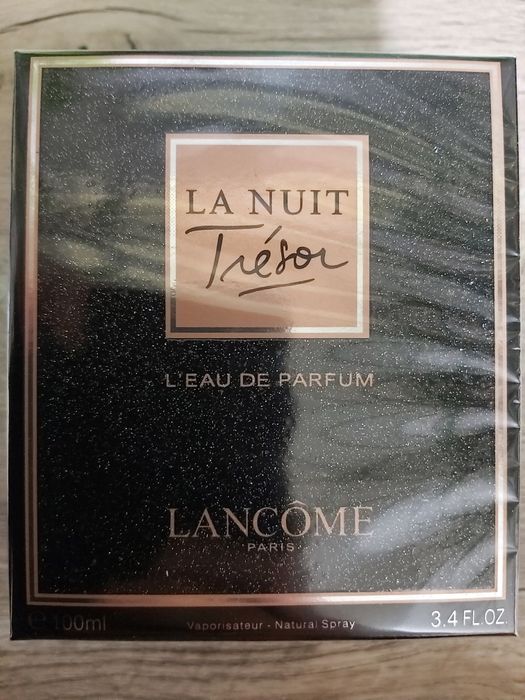 LA NUIT
Trésor
L'EAU DE PARFUM
LANCÔME
PARIS
℮ 100ml Vaporisateur - Natural Spray 3.4 FL.OZ.